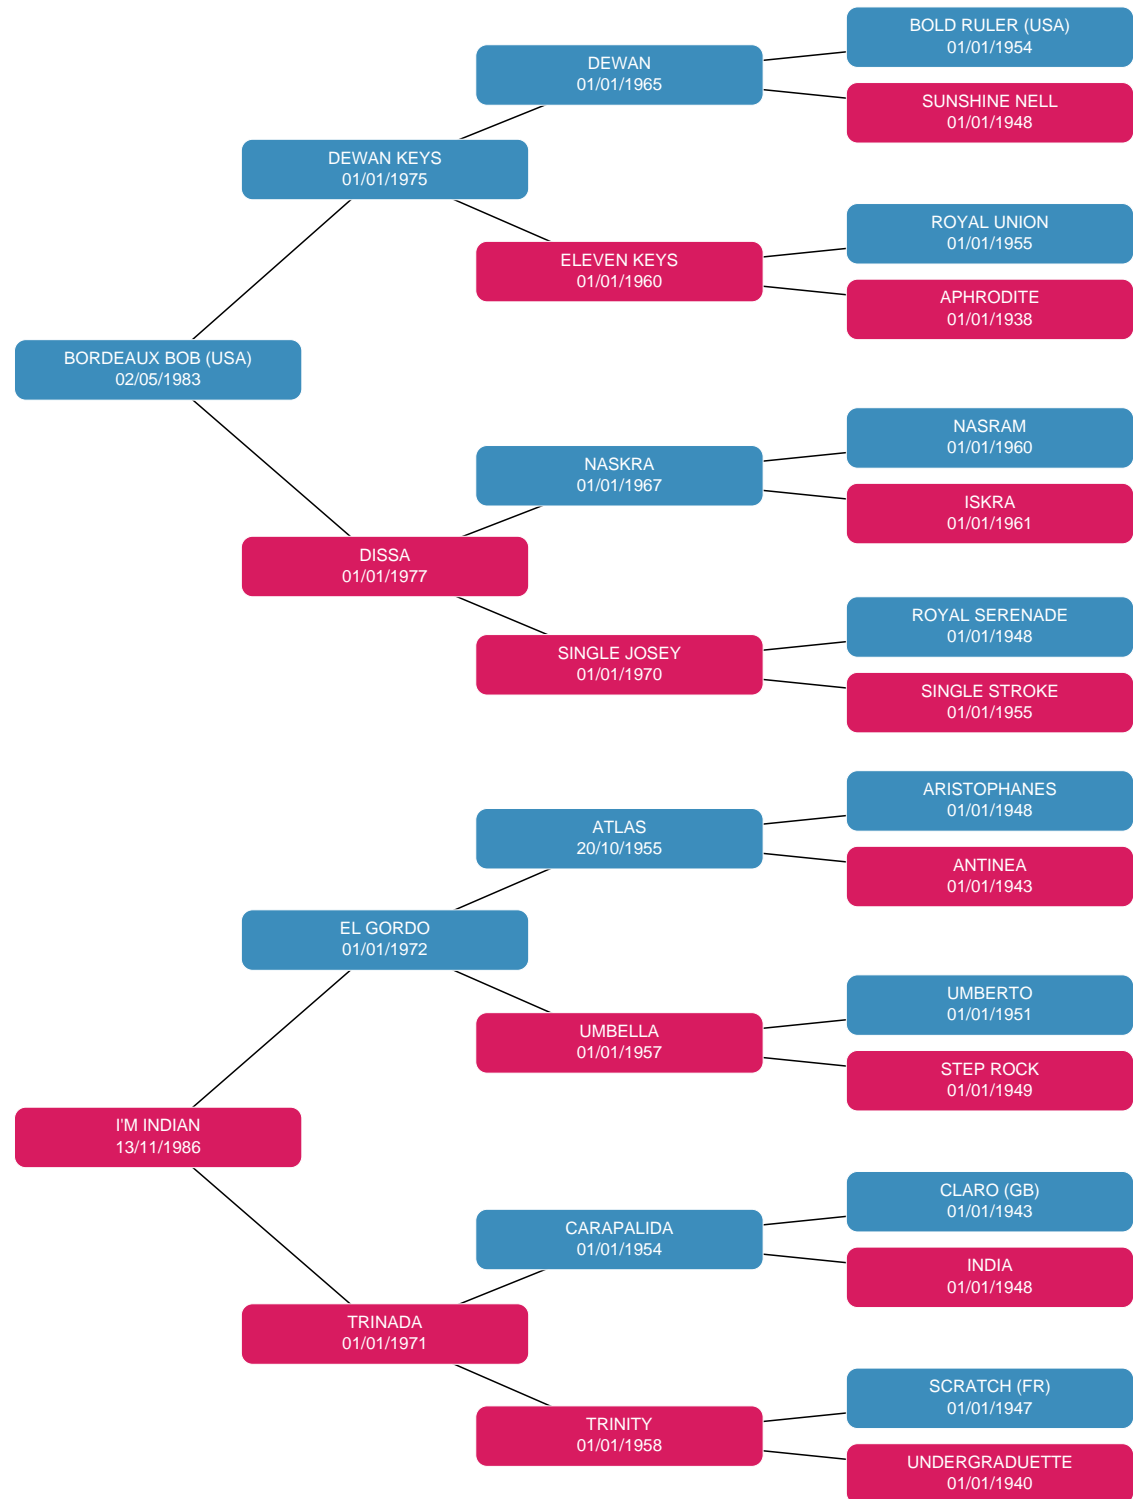 BOLD RULER (USA)
01/01/1954
DEWAN
01/01/1965
SUNSHINE NELL
01/01/1948
DEWAN KEYS
01/01/1975
ROYAL UNION
01/01/1955
ELEVEN KEYS
01/01/1960
APHRODITE
01/01/1938
BORDEAUX BOB (USA)
02/05/1983
NASRAM
01/01/1960
NASKRA
01/01/1967
ISKRA
01/01/1961
DISSA
01/01/1977
ROYAL SERENADE
01/01/1948
SINGLE JOSEY
01/01/1970
SINGLE STROKE
01/01/1955
ARISTOPHANES
01/01/1948
ATLAS
20/10/1955
ANTINEA
01/01/1943
EL GORDO
01/01/1972
UMBERTO
01/01/1951
UMBELLA
01/01/1957
STEP ROCK
01/01/1949
I'M INDIAN
13/11/1986
CLARO (GB)
01/01/1943
CARAPALIDA
01/01/1954
INDIA
01/01/1948
TRINADA
01/01/1971
SCRATCH (FR)
01/01/1947
TRINITY
01/01/1958
UNDERGRADUETTE
01/01/1940